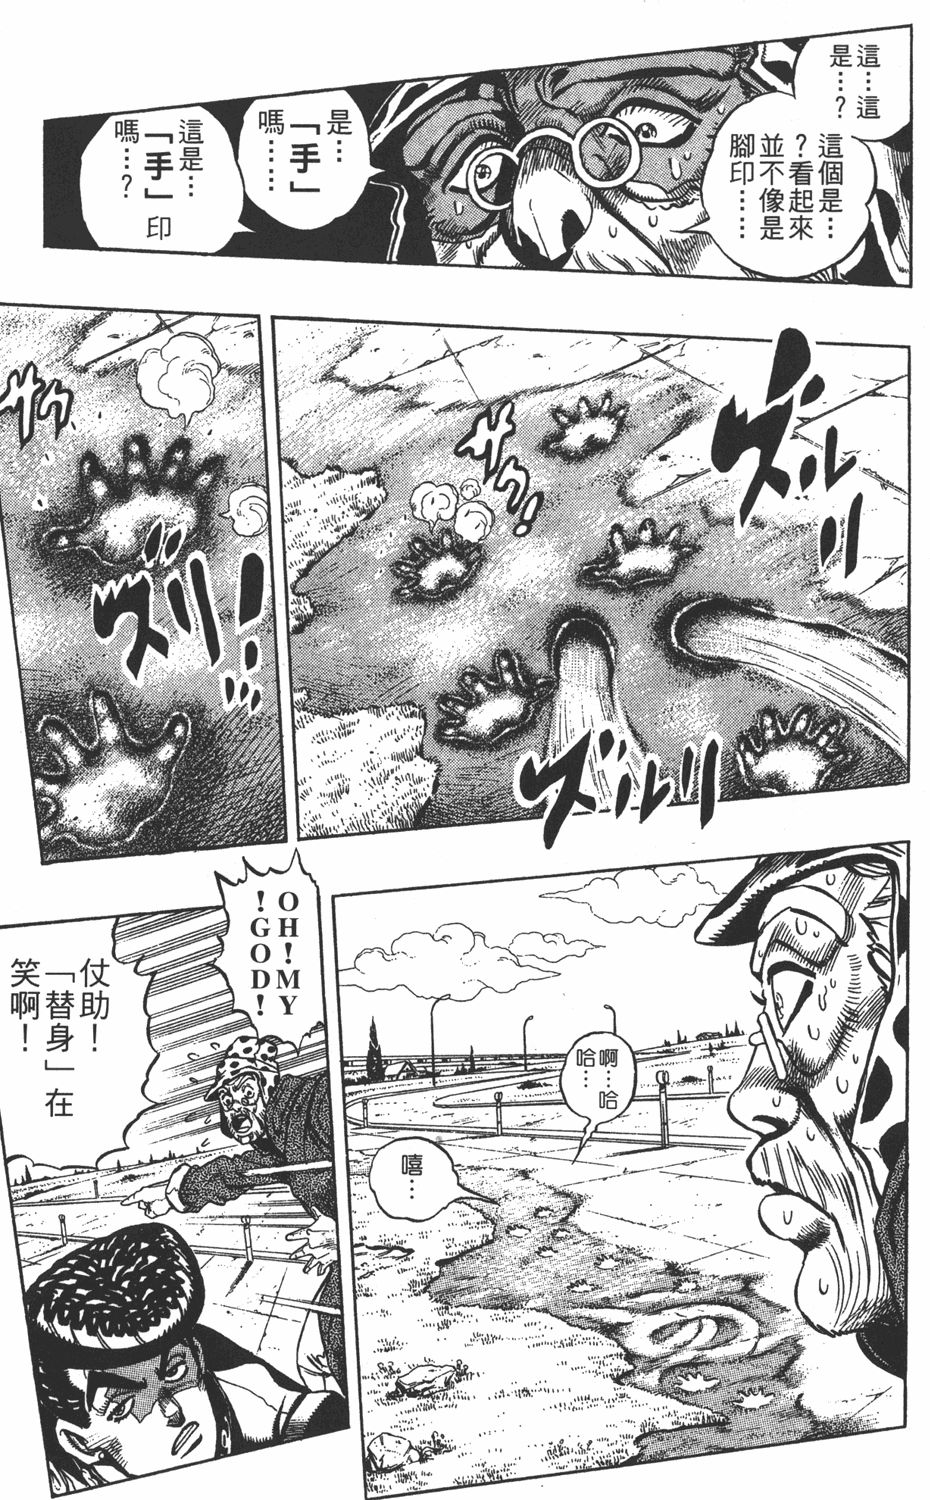 這…這
是…?
這個是…
?看起來
並不像是
腳印……
是…
「手」
嗎……
這是…
「手」印
嗎…?
ズル
リ
ザク!
ズルリ
ザク
ズリ!
啊…哈
哈…
嘻…
OH!MY
!GOD!
仗助!
「替身」在
笑啊!